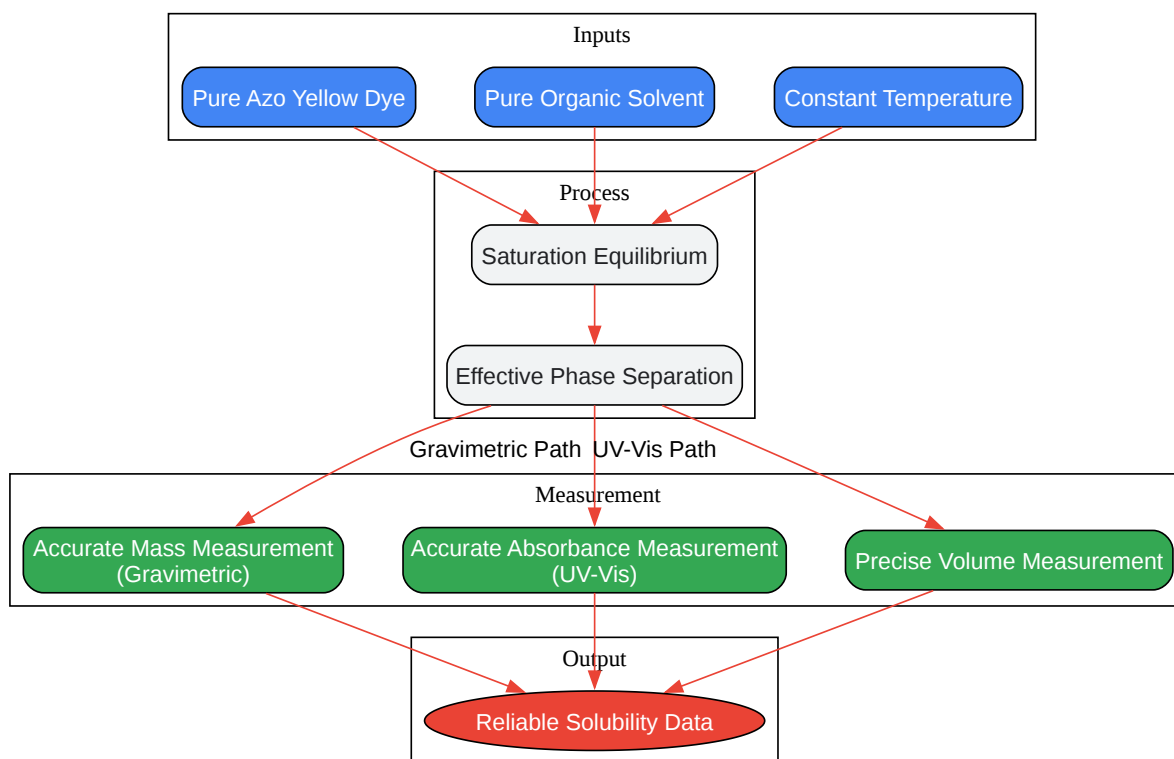 Inputs
Pure Azo Yellow Dye
Pure Organic Solvent
Constant Temperature
Process
Saturation Equilibrium
Effective Phase Separation
Gravimetric Path
UV-Vis Path
Measurement
Accurate Mass Measurement
(Gravimetric)
Accurate Absorbance Measurement
(UV-Vis)
Precise Volume Measurement
Output
Reliable Solubility Data